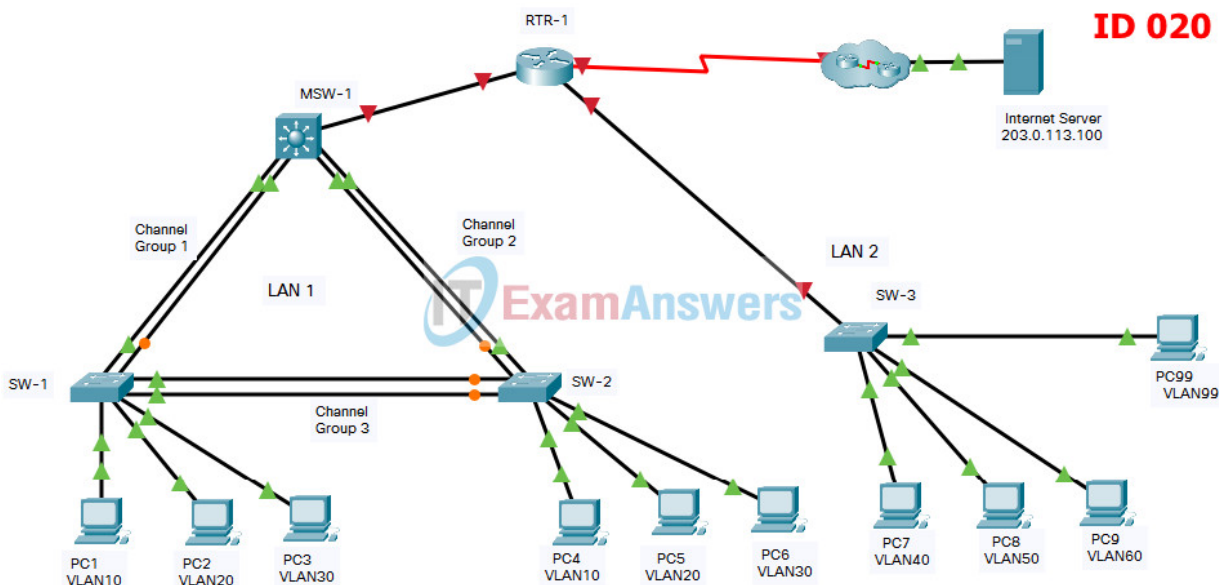 RTR-1
ID 020
MSW-1
Internet Server
203.0.113.100
Channel
Group 1
Channel
Group 2
LAN 1
LAN 2
IT ExamAnswers
SW-3
SW-1
SW-2
PC99
VLAN99
Channel
Group 3
PC1
VLAN10
PC2
VLAN20
PC3
VLAN30
PC4
VLAN10
PC5
VLAN20
PC6
VLAN30
PC7
VLAN40
PC8
VLAN50
PC9
VLAN60